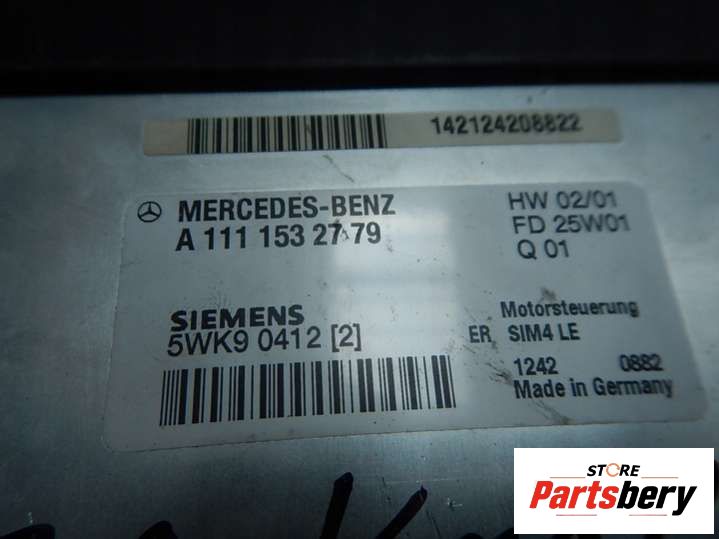 142124208822
MERCEDES-BENZ
A 111 153 27 79
HW 02/01
FD 25W01
Q 01
SIEMENS
5WK9 0412 [2]
Motorsteuerung
ER SIM4 LE
1242 0882
Made in Germany
STORE
Partsbery